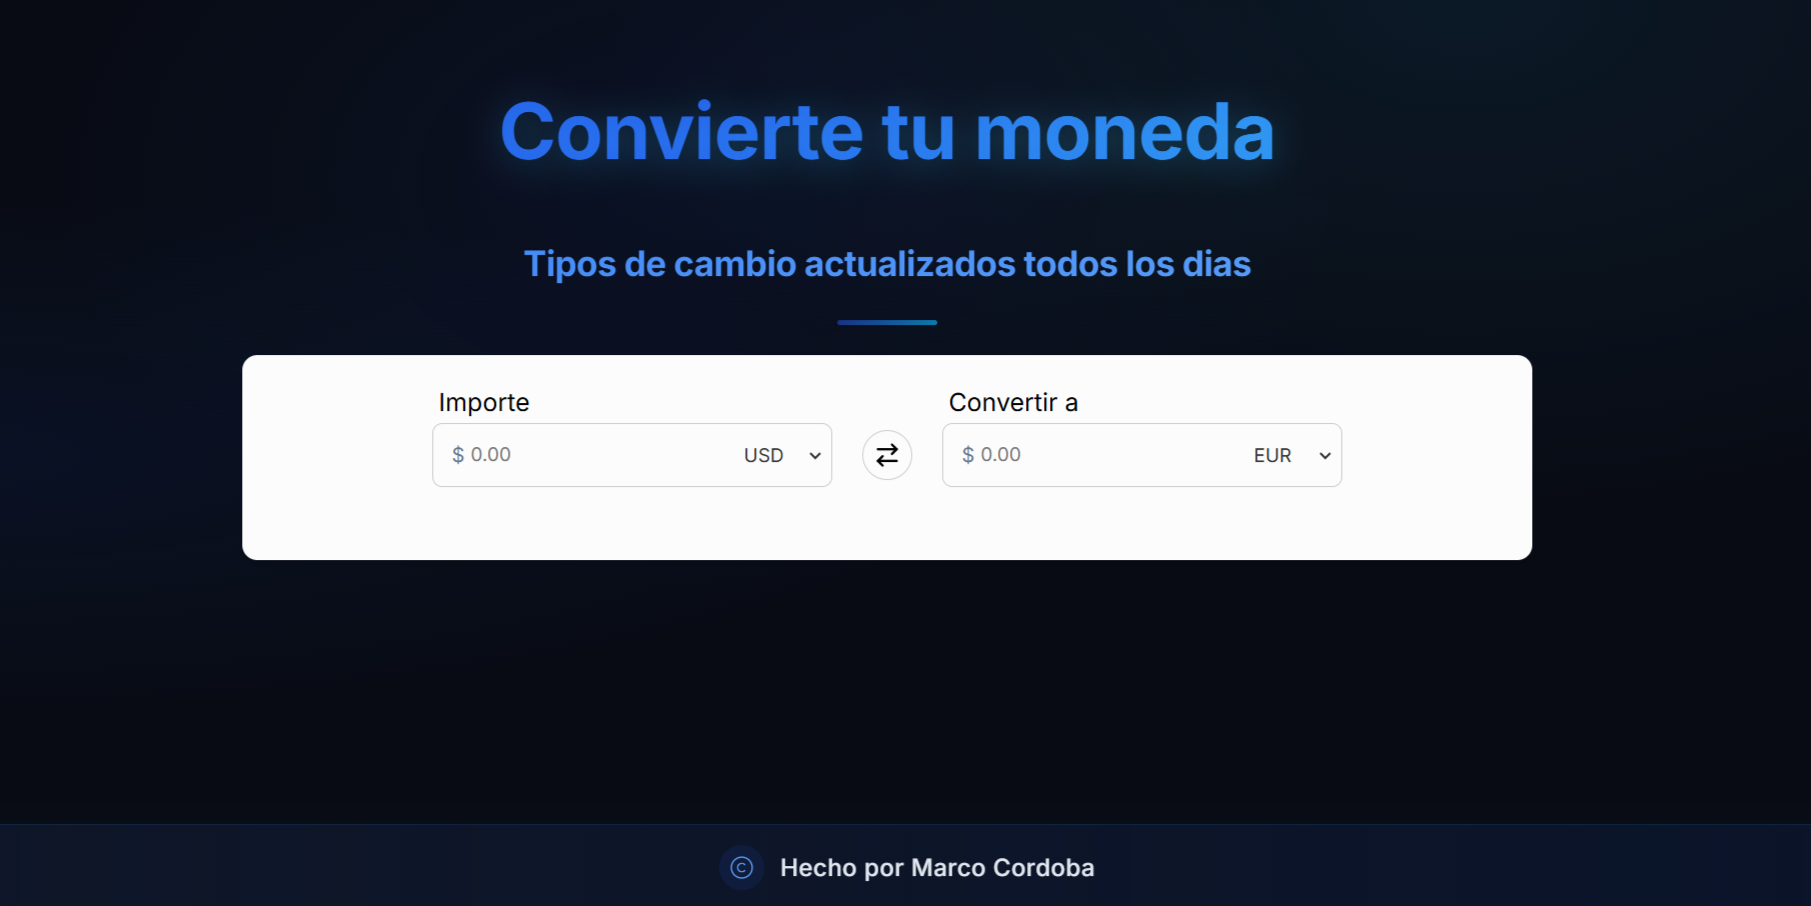 Convierte tu moneda
Tipos de cambio actualizados todos los dias
Importe
Convertir a
$ 0.00 USD
$ 0.00 EUR
© Hecho por Marco Cordoba